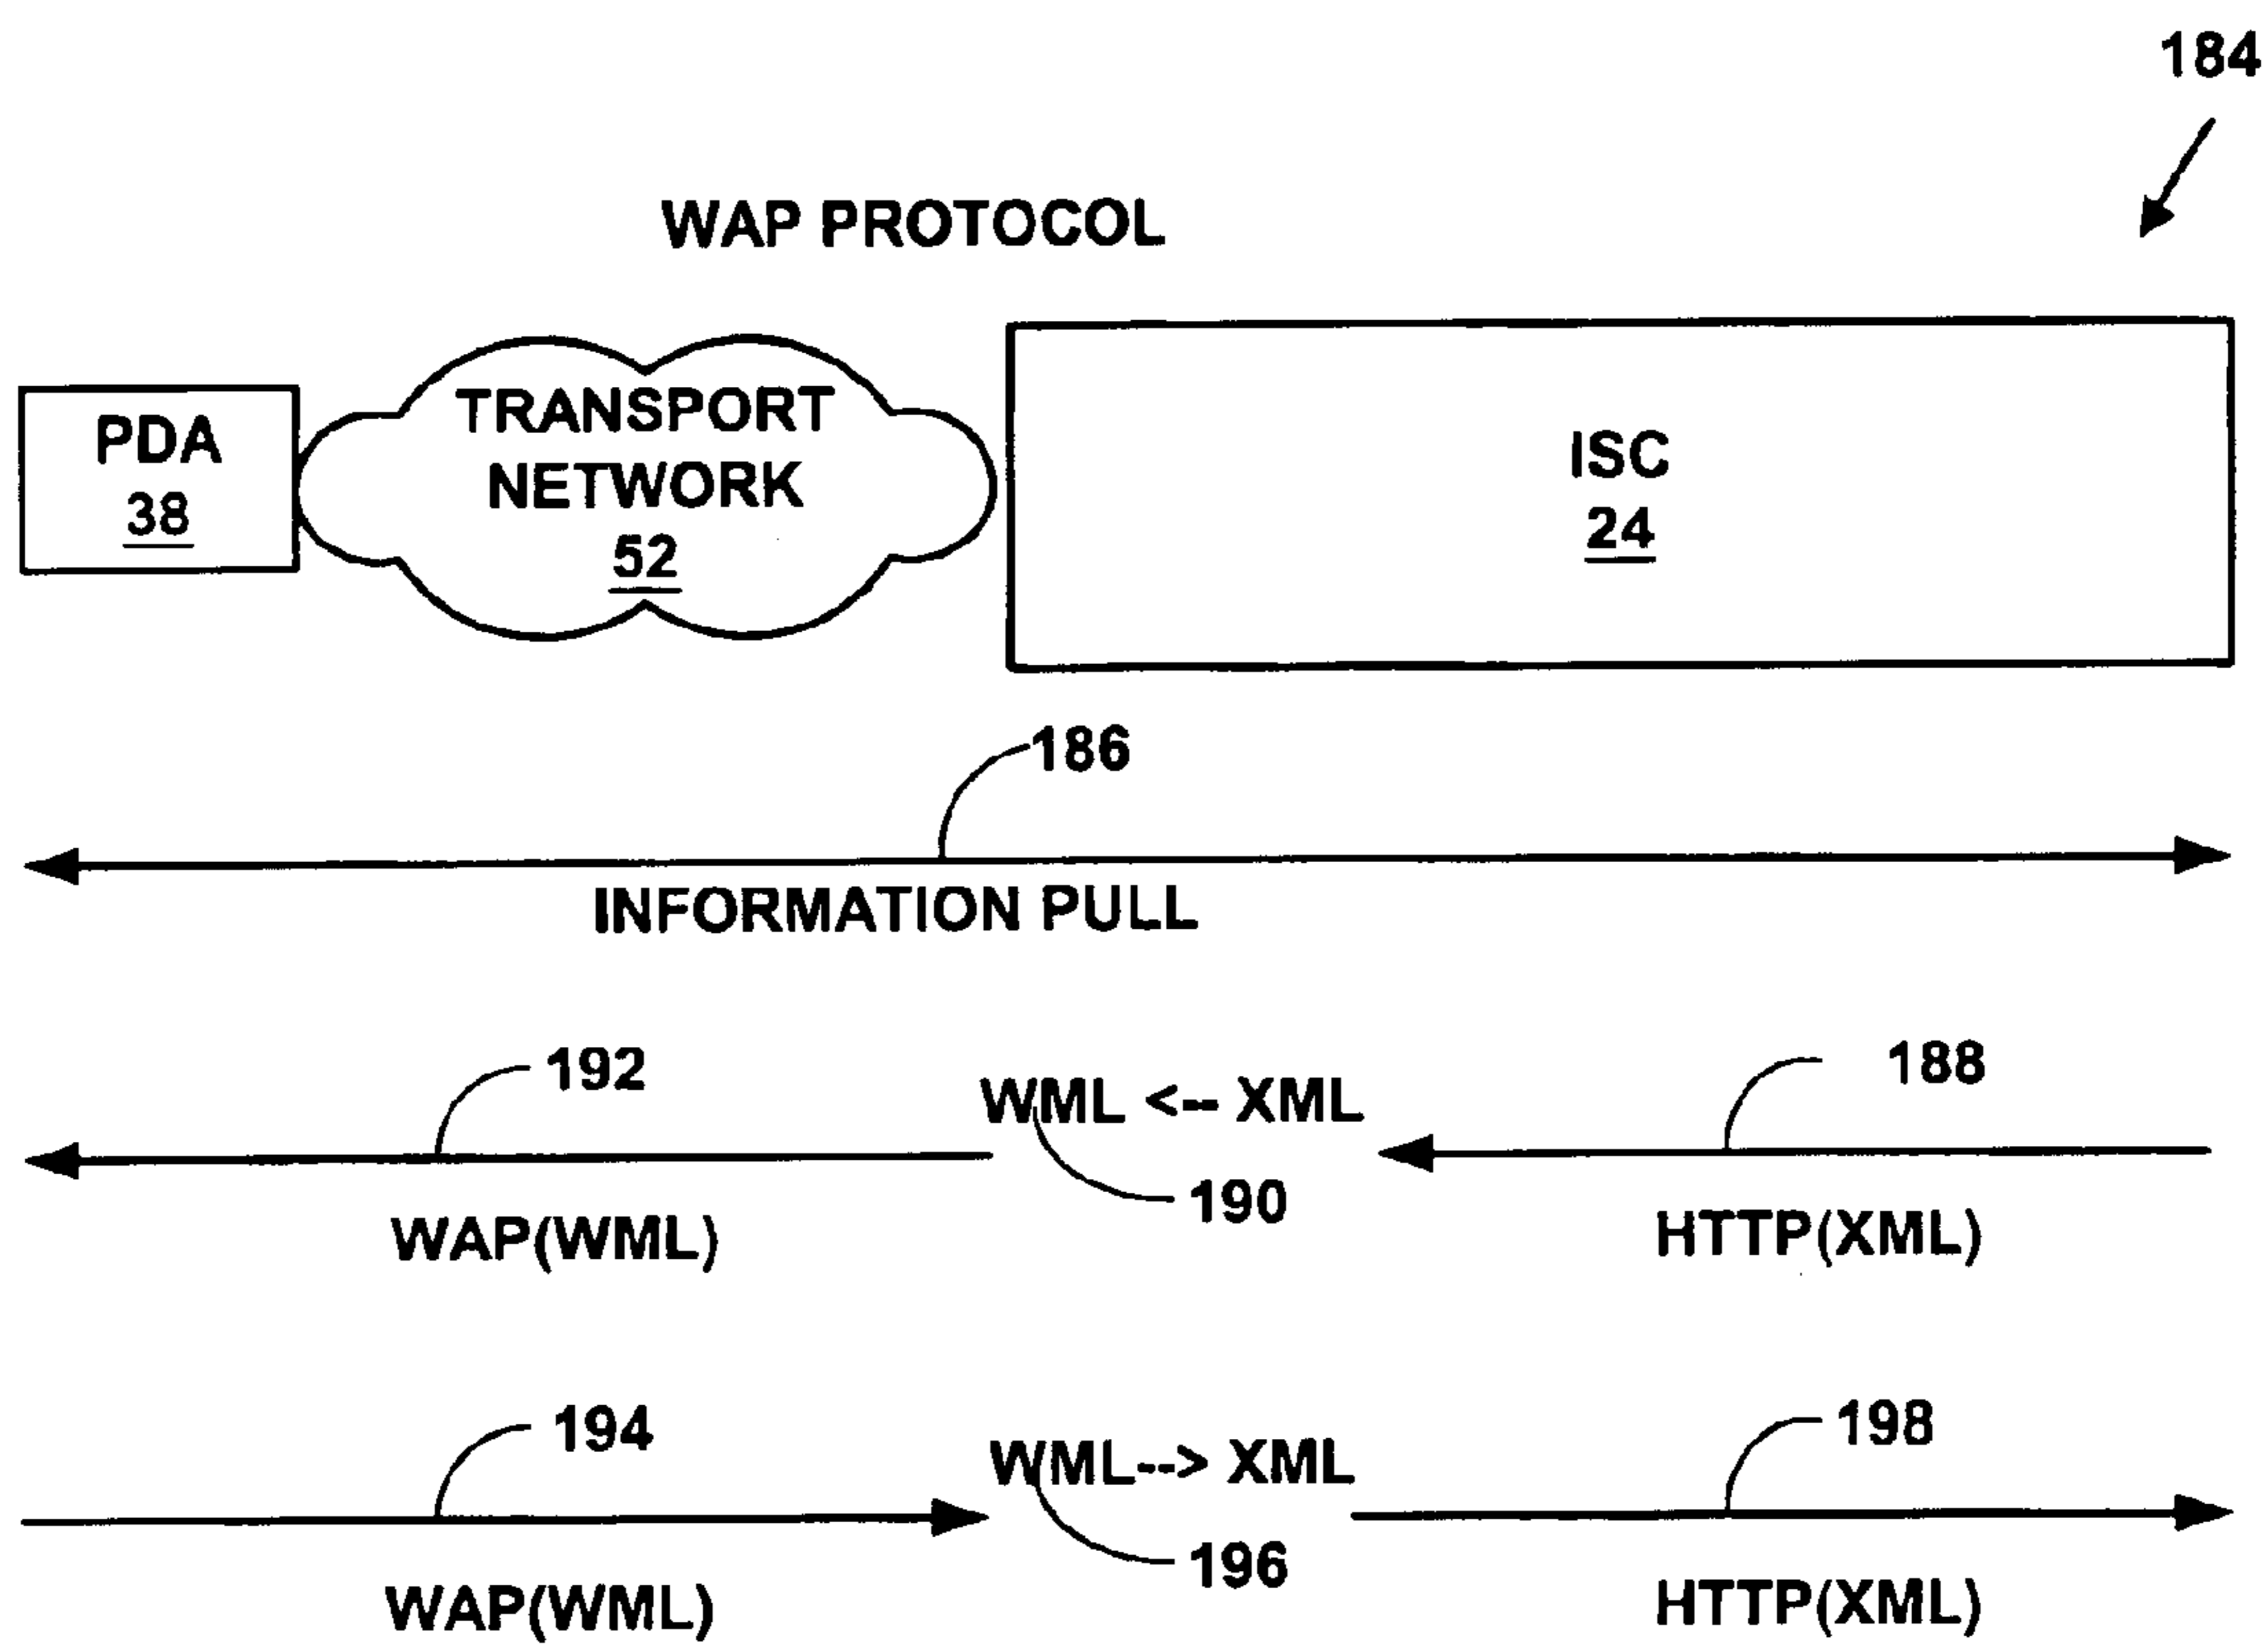 184
WAP PROTOCOL
PDA
38
TRANSPORT
NETWORK
52
ISC
24
186
INFORMATION PULL
192
WML <-- XML
188
190
WAP(WML)
HTTP(XML)
194
WML--> XML
198
196
WAP(WML)
HTTP(XML)